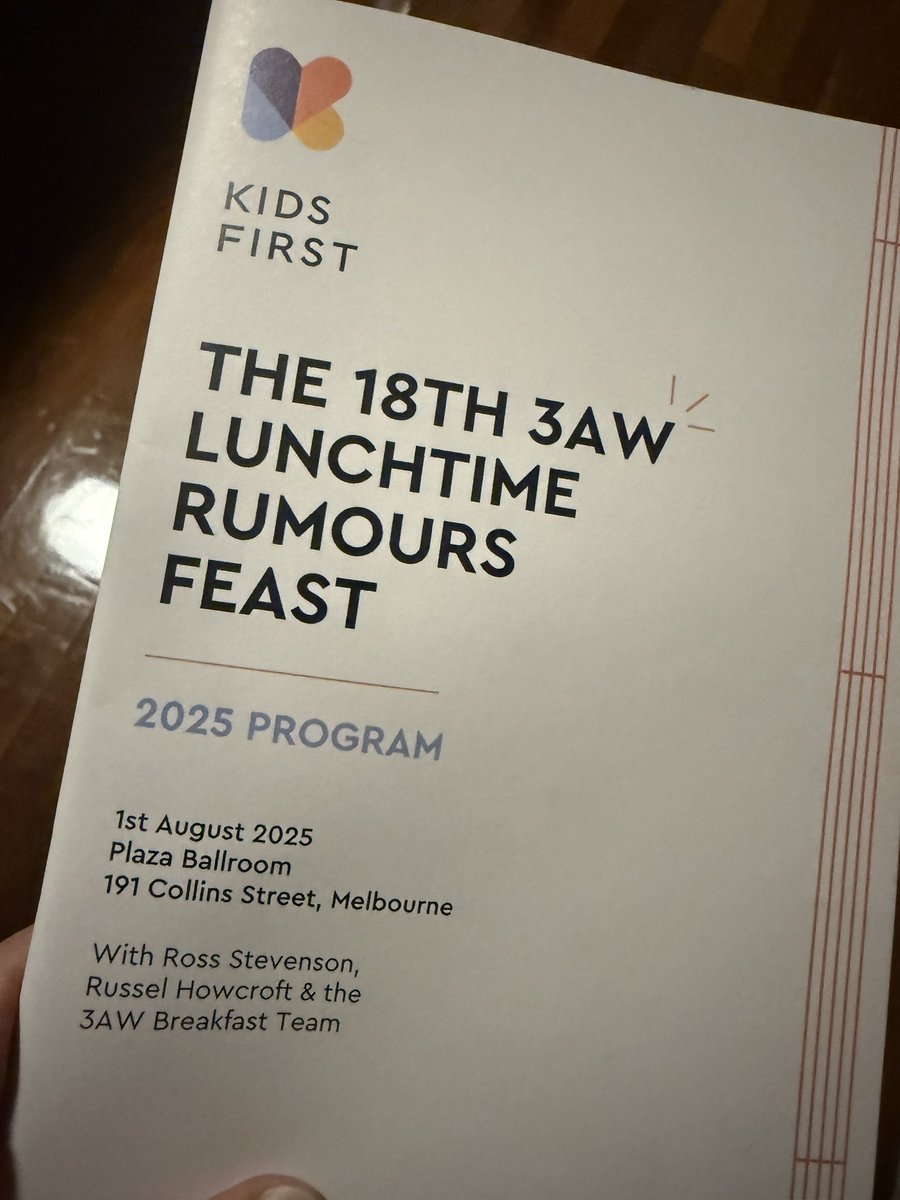 KIDS
FIRST
THE 18TH 3AW
LUNCHTIME
RUMOURS
FEAST
2025 PROGRAM
1st August 2025
Plaza Ballroom
191 Collins Street, Melbourne
With Ross Stevenson,
Russel Howcroft & the
3AW Breakfast Team